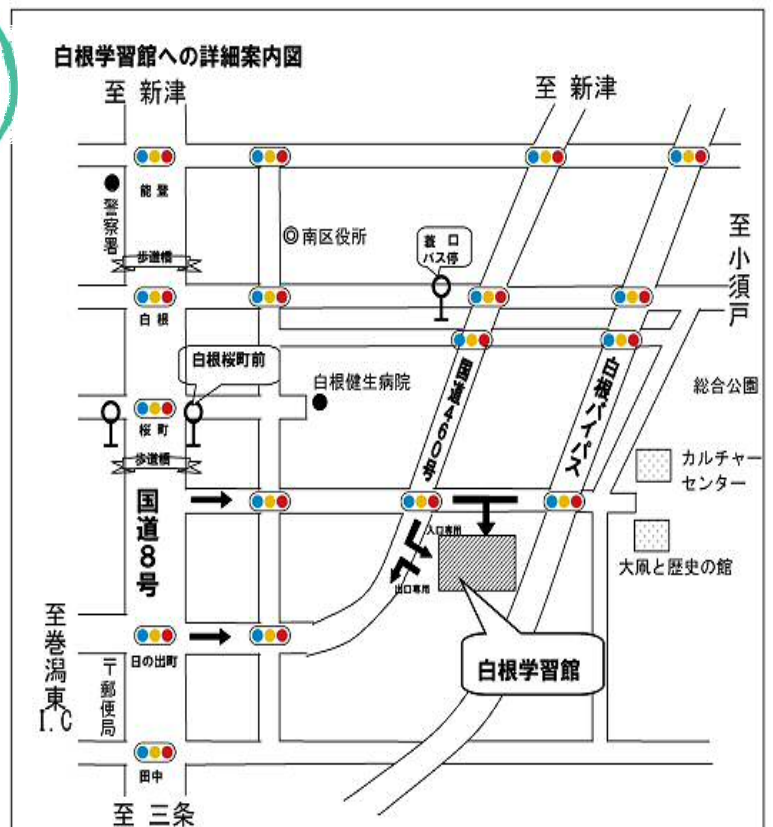 白根学習館への詳細案内図
至 新津
至 新津
能登
警察署
◎南区役所
蓑口
バス停
至小須戸
歩道橋
白根
白根桜町前
白根健生病院
国道460号
白根バイパス
総合公園
桜町
歩道橋
カルチャー
センター
国道8号
入口専用
大凧と歴史の館
出口専用
至巻潟東I.C
日の出町
〒郵便局
白根学習館
田中
至 三条